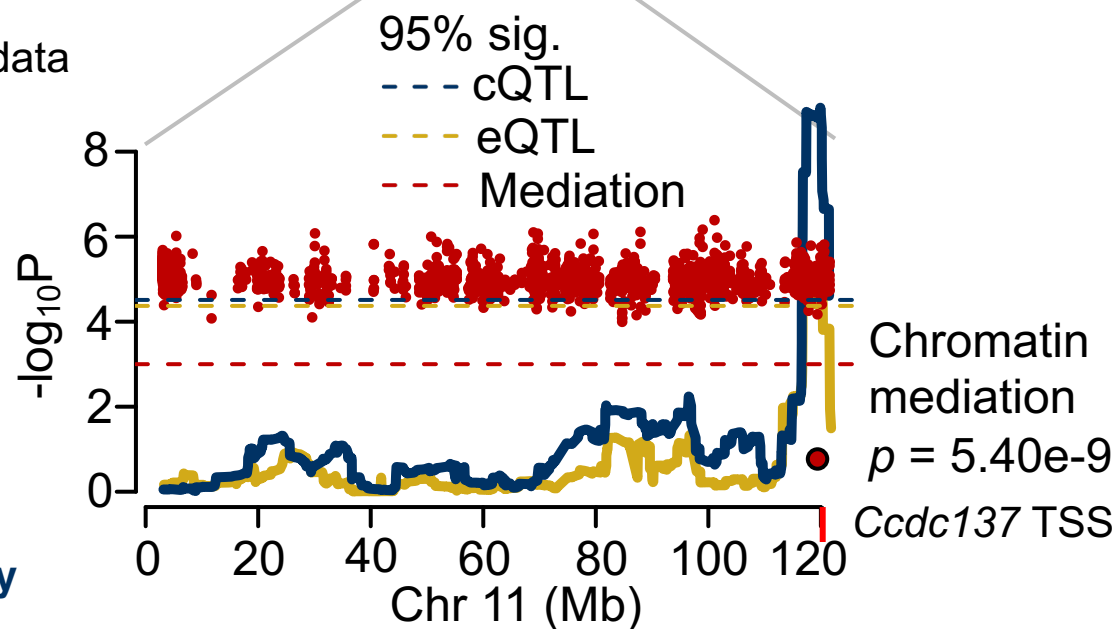 data
95% sig.
cQTL
eQTL
Mediation
8
6
4
2
0
-log10P
Chromatin
mediation
p = 5.40e-9
Ccdc137 TSS
0 20 40 60 80 100 120
Chr 11 (Mb)
y